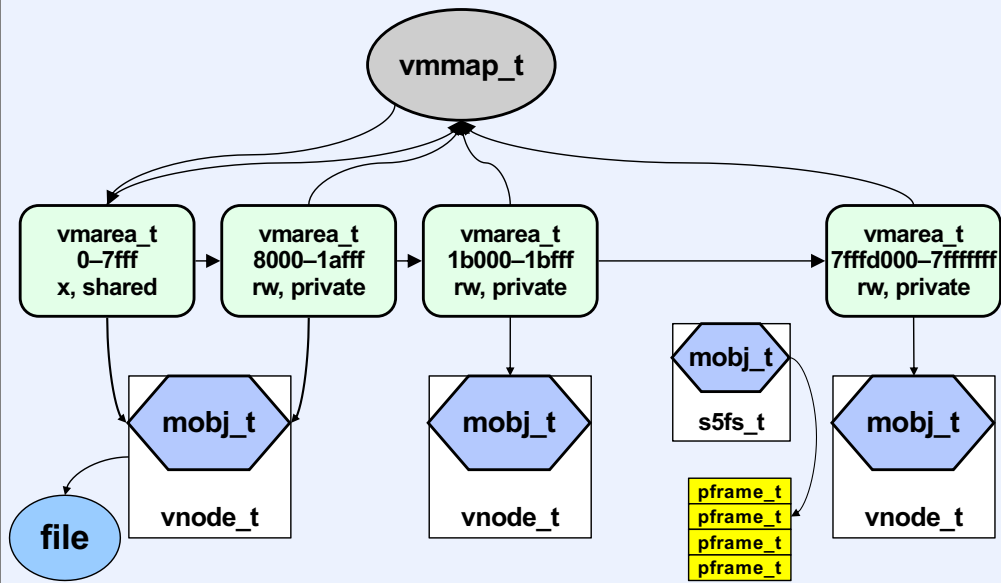 vmmap_t
vmarea_t
0–7fff
x, shared
vmarea_t
8000–1afff
rw, private
vmarea_t
1b000–1bfff
rw, private
vmarea_t
7fffd000–7fffffff
rw, private
mobj_t
vnode_t
file
mobj_t
vnode_t
mobj_t
s5fs_t
pframe_t
pframe_t
pframe_t
pframe_t
mobj_t
vnode_t